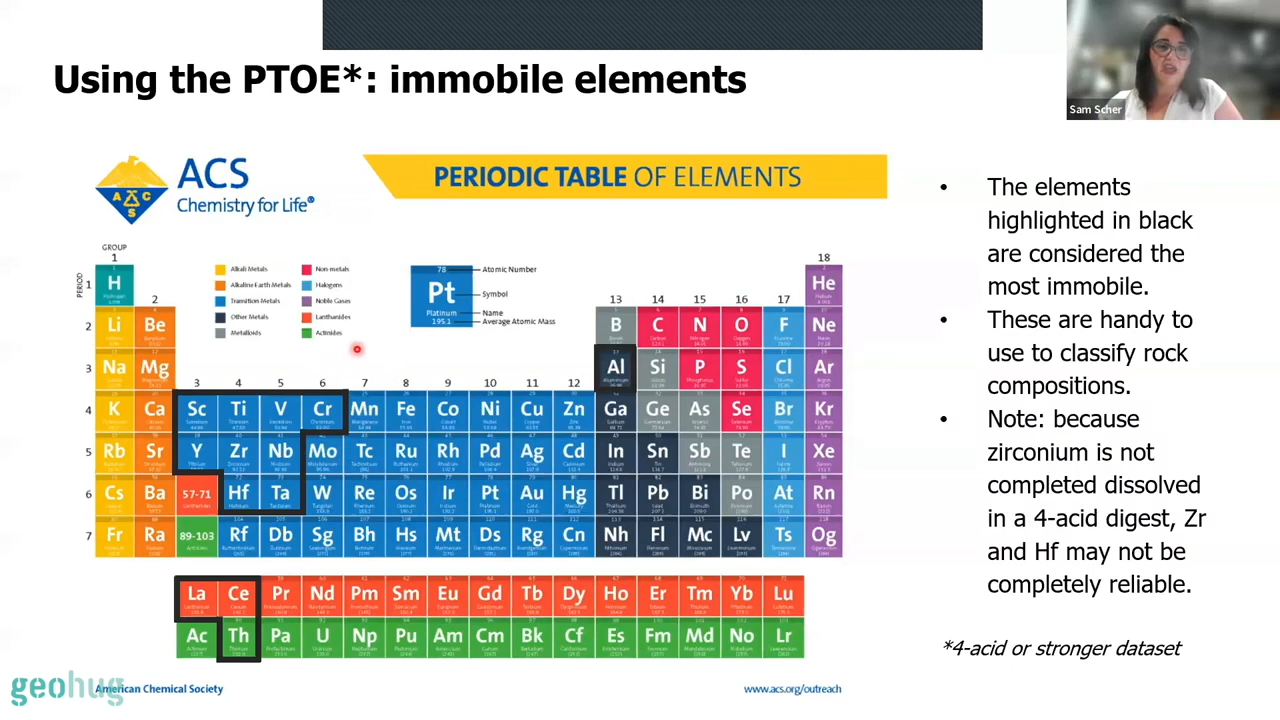 Sam Scher
Using the PTOE*: immobile elements
ACS
Chemistry for Life®
A C S
PERIODIC TABLE OF ELEMENTS
GROUP
1 18
PERIOD
Alkali Metals Non-metals
Alkaline Earth Metals Halogens
Transition Metals Noble Gases
Other Metals Lanthanides
Metalloids Actinides
78 Atomic Number
Pt Symbol
Platinum Name
195.1 Average Atomic Mass
1 H He
2 13 14 15 16 17
2 Li Be B C N O F Ne
3 Na Mg Al Si P S Cl Ar
3 4 5 6 7 8 9 10 11 12
4 K Ca Sc Ti V Cr Mn Fe Co Ni Cu Zn Ga Ge As Se Br Kr
5 Rb Sr Y Zr Nb Mo Tc Ru Rh Pd Ag Cd In Sn Sb Te I Xe
6 Cs Ba 57-71 Hf Ta W Re Os Ir Pt Au Hg Tl Pb Bi Po At Rn
7 Fr Ra 89-103 Rf Db Sg Bh Hs Mt Ds Rg Cn Nh Fl Mc Lv Ts Og
La Ce Pr Nd Pm Sm Eu Gd Tb Dy Ho Er Tm Yb Lu
Ac Th Pa U Np Pu Am Cm Bk Cf Es Fm Md No Lr
American Chemical Society
www.acs.org/outreach
geohug
• The elements
highlighted in black
are considered the
most immobile.
• These are handy to
use to classify rock
compositions.
• Note: because
zirconium is not
completed dissolved
in a 4-acid digest, Zr
and Hf may not be
completely reliable.
*4-acid or stronger dataset